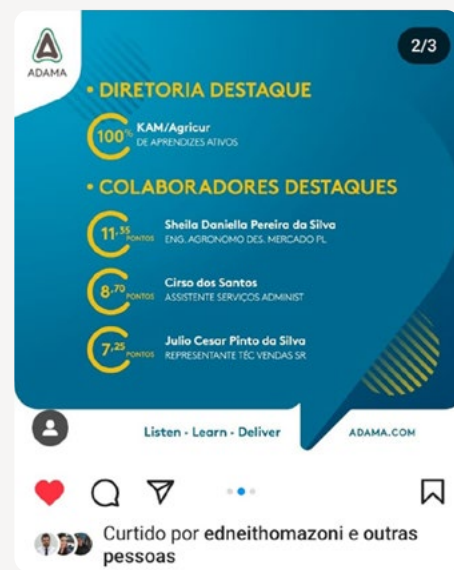 2/3
ADAMA
• DIRETORIA DESTAQUE
100%
KAM/Agricur
DE APRENDIZES ATIVOS
• COLABORADORES DESTAQUES
11,35 PONTOS
Sheila Daniella Pereira da Silva
ENG. AGRONOMO DES. MERCADO PL
8,70 PONTOS
Cirso dos Santos
ASSISTENTE SERVIÇOS ADMINIST
7,25 PONTOS
Julio Cesar Pinto da Silva
REPRESENTANTE TÉC VENDAS SR
Listen - Learn - Deliver
ADAMA.COM
Curtido por edneithomazoni e outras
pessoas